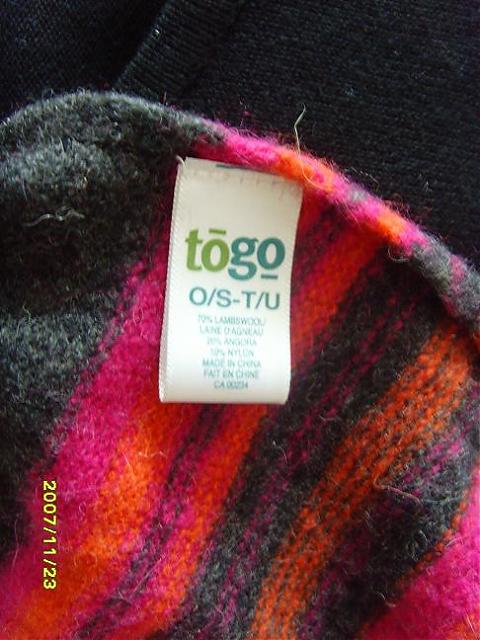 tōgo
O/S-T/U
70% LAMBSWOOL/
LAINE D'AGNEAU
20% ANGORA
10% NYLON
MADE IN CHINA
FAIT EN CHINE
CA 00234
2007/11/23